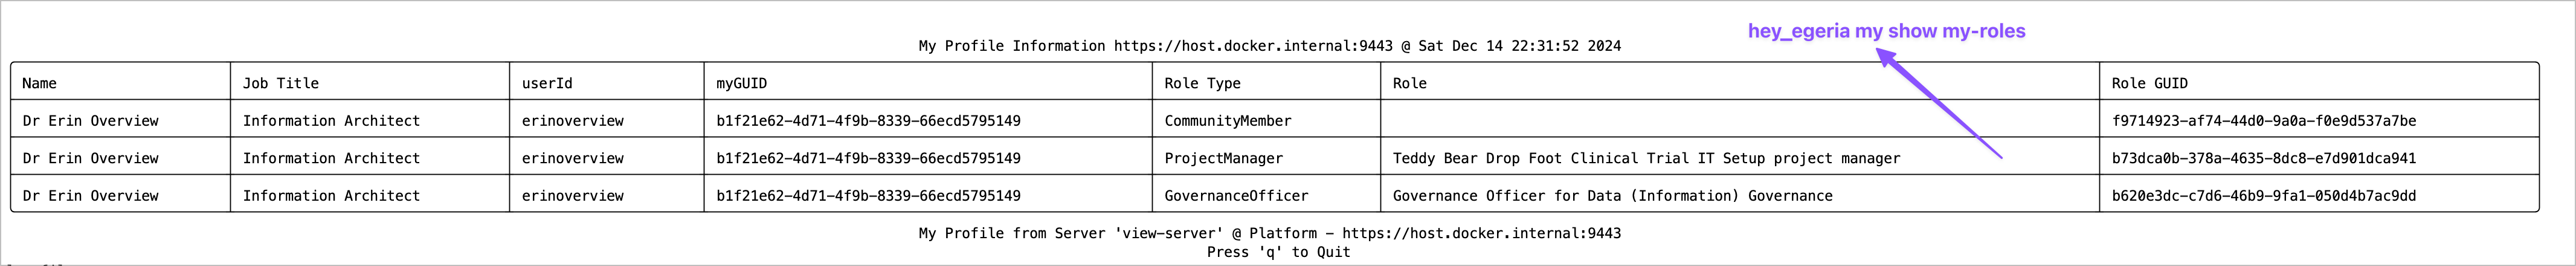 hey_egeria my show my-roles
My Profile Information https://host.docker.internal:9443 @ Sat Dec 14 22:31:52 2024
Name Job Title userId myGUID Role Type Role Role GUID
Dr Erin Overview Information Architect erinoverview b1f21e62-4d71-4f9b-8339-66ecd5795149 CommunityMember f9714923-af74-44d0-9a0a-f0e9d537a7be
Dr Erin Overview Information Architect erinoverview b1f21e62-4d71-4f9b-8339-66ecd5795149 ProjectManager Teddy Bear Drop Foot Clinical Trial IT Setup project manager b73dca0b-378a-4635-8dc8-e7d901dca941
Dr Erin Overview Information Architect erinoverview b1f21e62-4d71-4f9b-8339-66ecd5795149 GovernanceOfficer Governance Officer for Data (Information) Governance b620e3dc-c7d6-46b9-9fa1-050d4b7ac9dd
My Profile from Server 'view-server' @ Platform - https://host.docker.internal:9443
Press 'q' to Quit